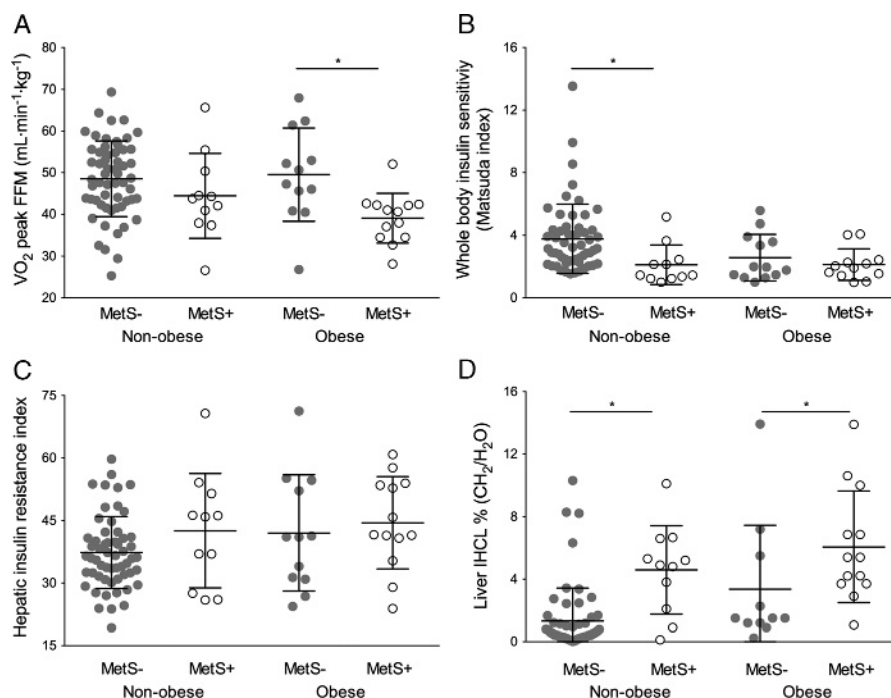 A
VO2 peak FFM (mL·min−1·kg−1)
80
70
60
50
40
30
20
*
MetS- MetS+ MetS- MetS+
Non-obese Obese
B
Whole body insulin sensitiviy
(Matsuda index)
16
12
8
4
0
*
MetS- MetS+ MetS- MetS+
Non-obese Obese
C
Hepatic insulin resistance index
75
60
45
30
15
MetS- MetS+ MetS- MetS+
Non-obese Obese
D
Liver IHCL % (CH2/H2O)
16
12
8
4
0
* *
MetS- MetS+ MetS- MetS+
Non-obese Obese